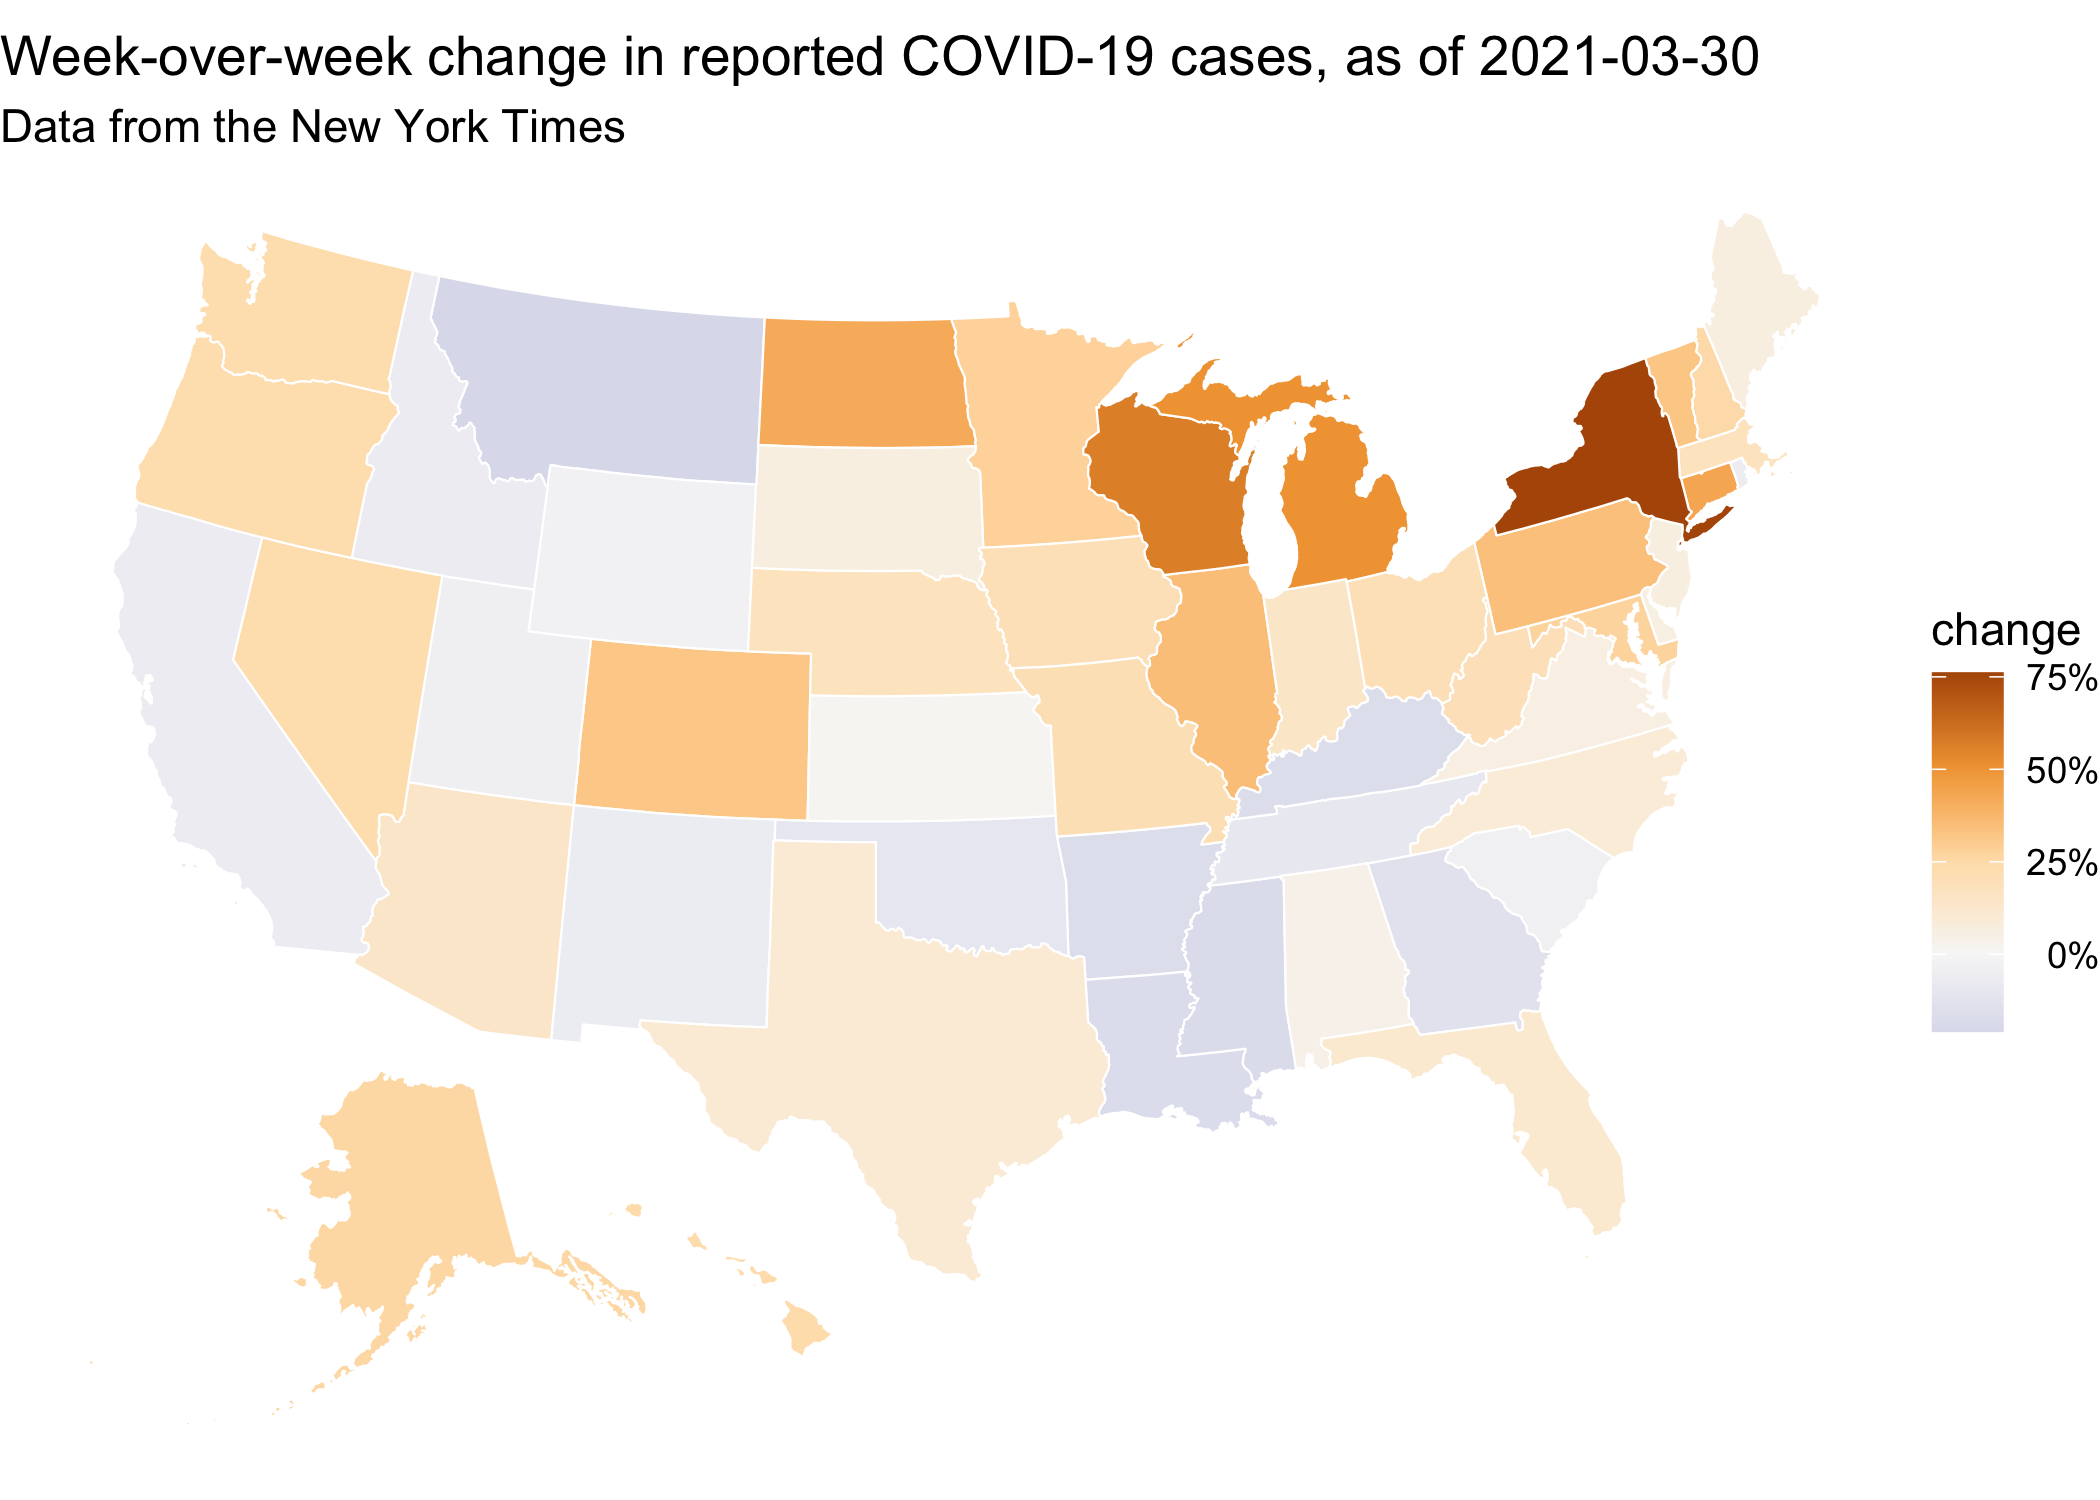 Week-over-week change in reported COVID-19 cases, as of 2021-03-30
Data from the New York Times
change
75%
50%
25%
0%